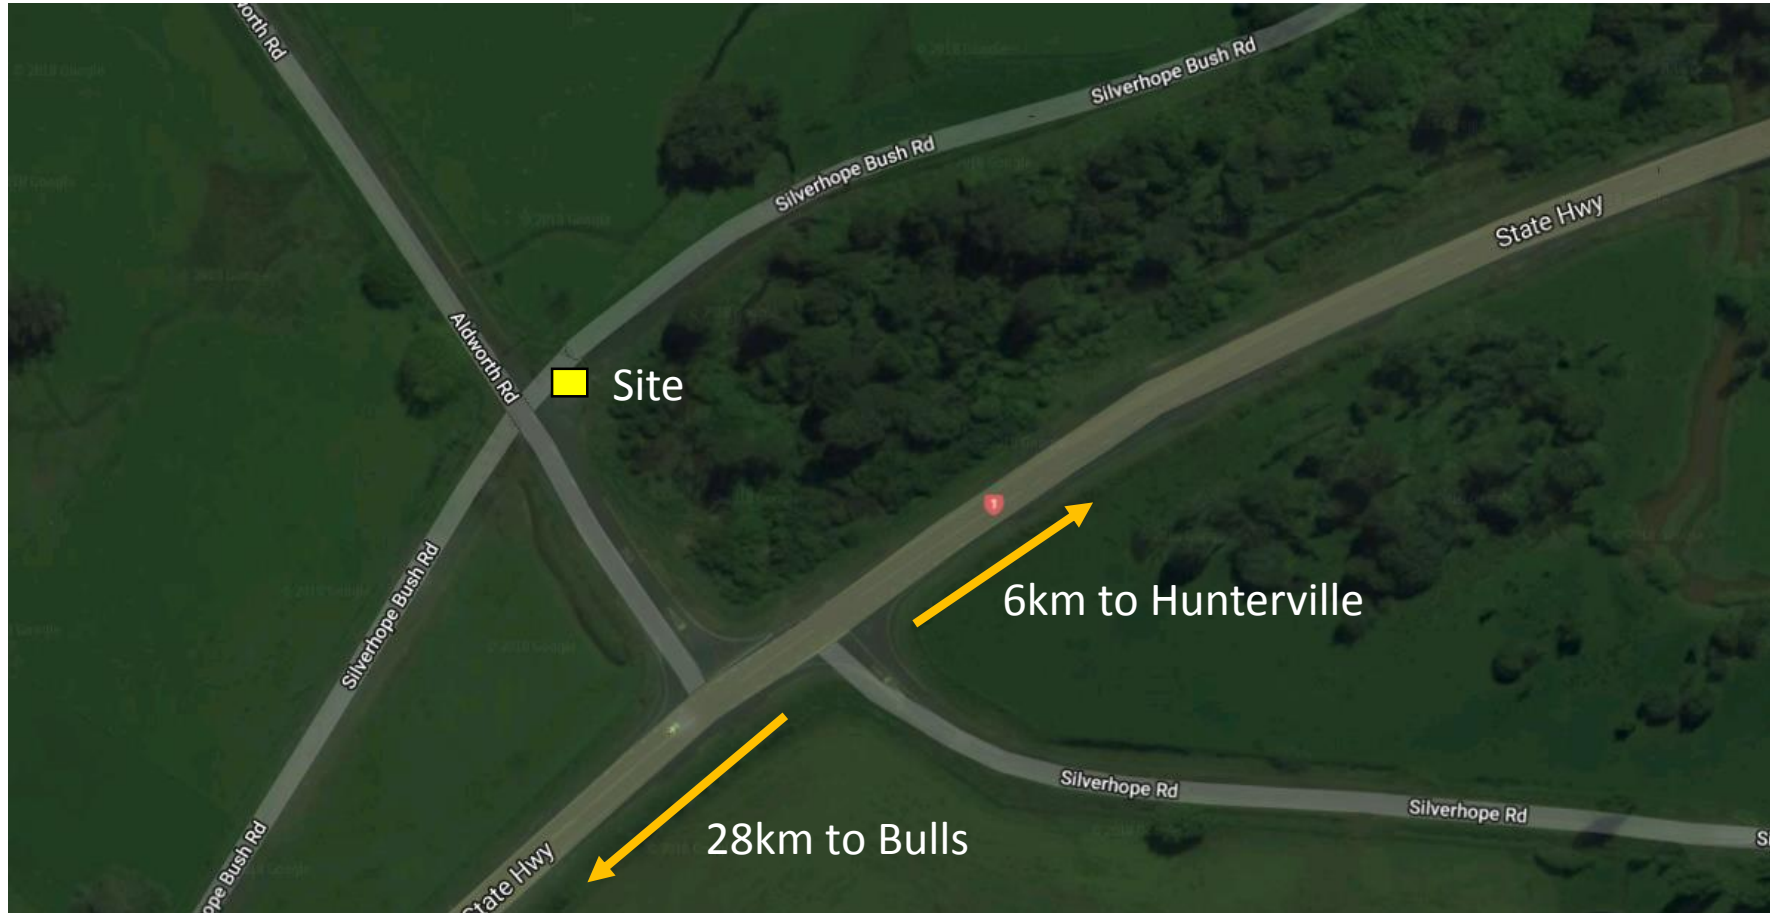 orth Rd
Silverhope Bush Rd
Silverhope Bush Rd
State Hwy
Aldworth Rd
Site
1
6km to Hunterville
Silverhope Bush Rd
Silverhope Rd
Silverhope Rd
28km to Bulls
ope Bush Rd
State Hwy